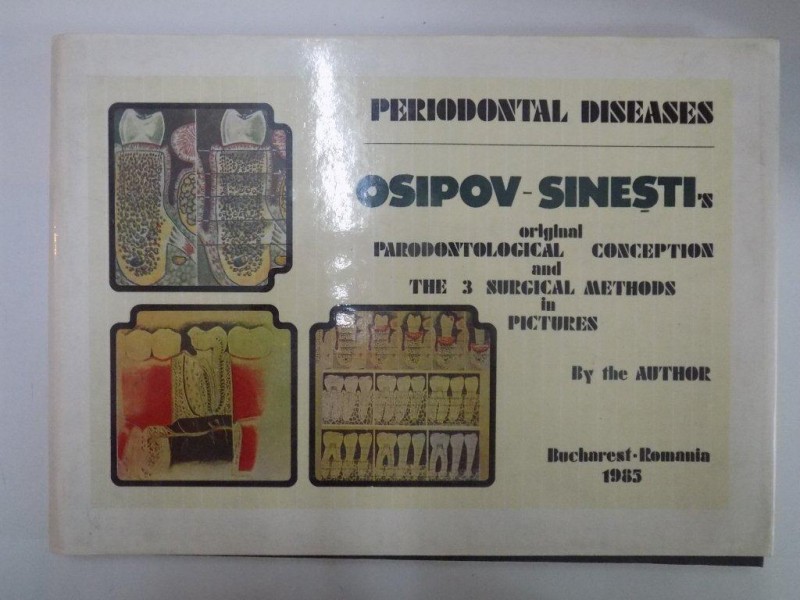 PERIODONTAL DISEASES
OSIPOV-SINEȘTI's
original
PARODONTOLOGICAL CONCEPTION
and
THE 3 SURGICAL METHODS
in
PICTURES
By the AUTHOR
Bucharest-Romania
1985